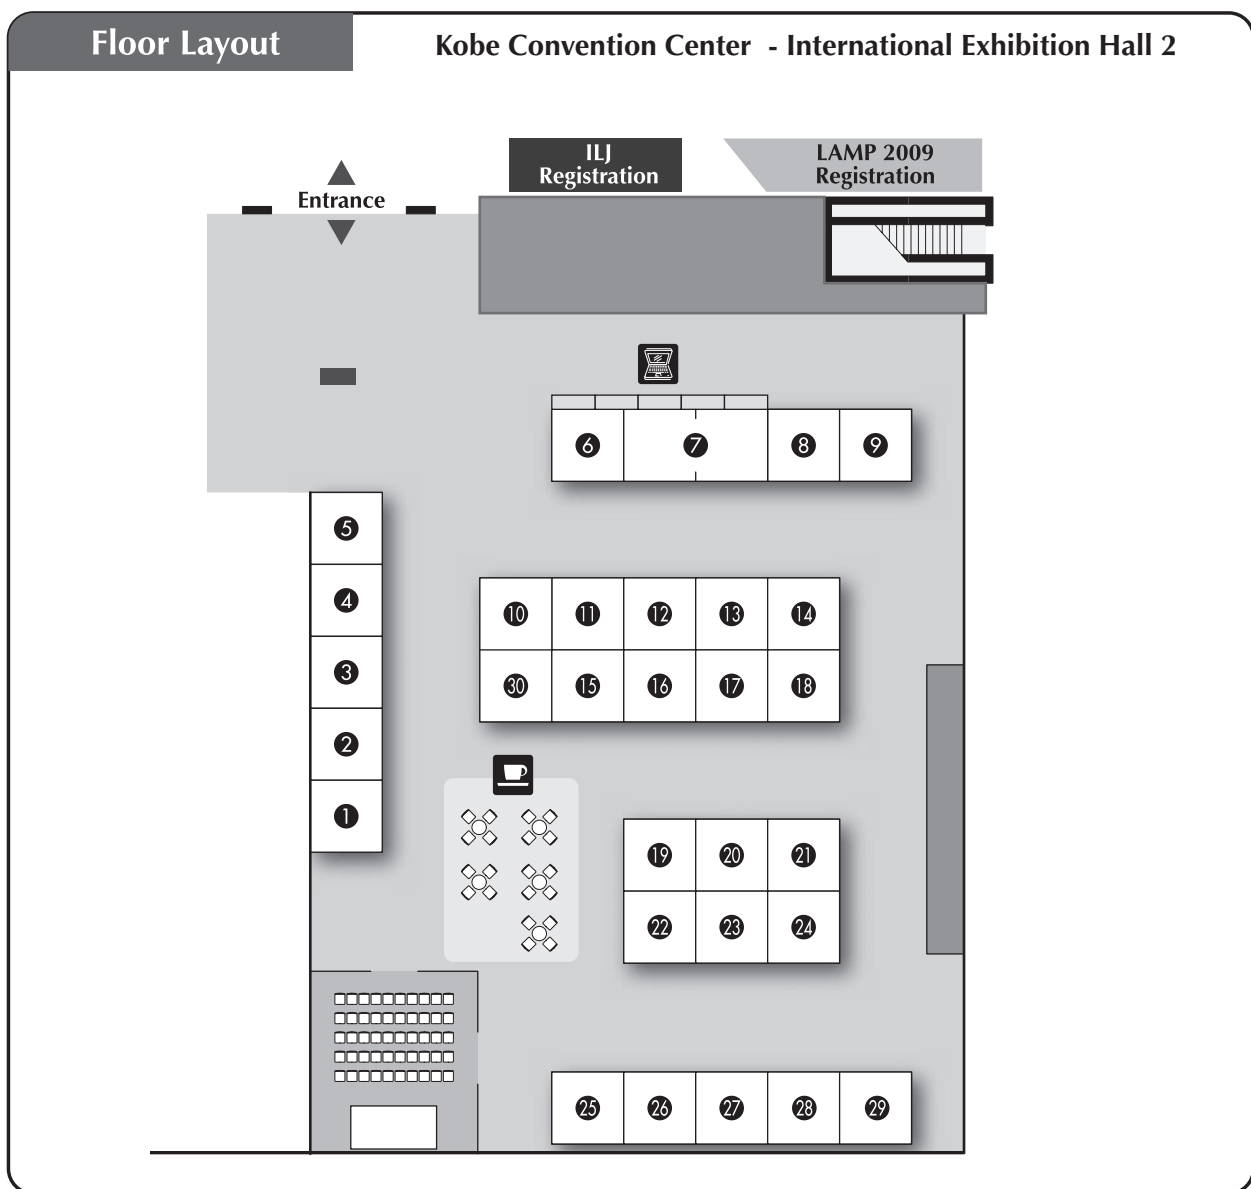 Floor Layout
Kobe Convention Center - International Exhibition Hall 2
ILJ
Registration
LAMP 2009
Registration
Entrance
6 7 8 9
5
4
3
2
1
10 11 12 13 14
30 15 16 17 18
19 20 21
22 23 24
25 26 27 28 29